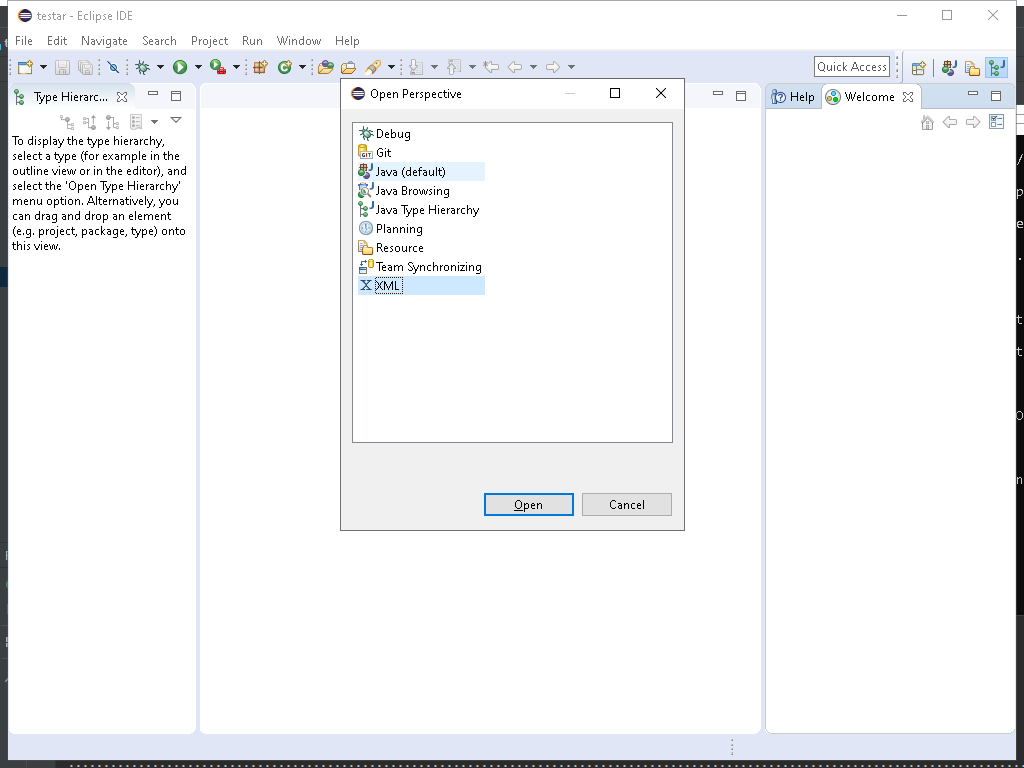 testar - Eclipse IDE
File Edit Navigate Search Project Run Window Help
Quick Access
Type Hierarc...
To display the type hierarchy,
select a type (for example in the
outline view or in the editor), and
select the 'Open Type Hierarchy'
menu option. Alternatively, you
can drag and drop an element
(e.g. project, package, type) onto
this view.
Open Perspective
Debug
Git
Java (default)
Java Browsing
Java Type Hierarchy
Planning
Resource
Team Synchronizing
XML
Open Cancel
Help Welcome